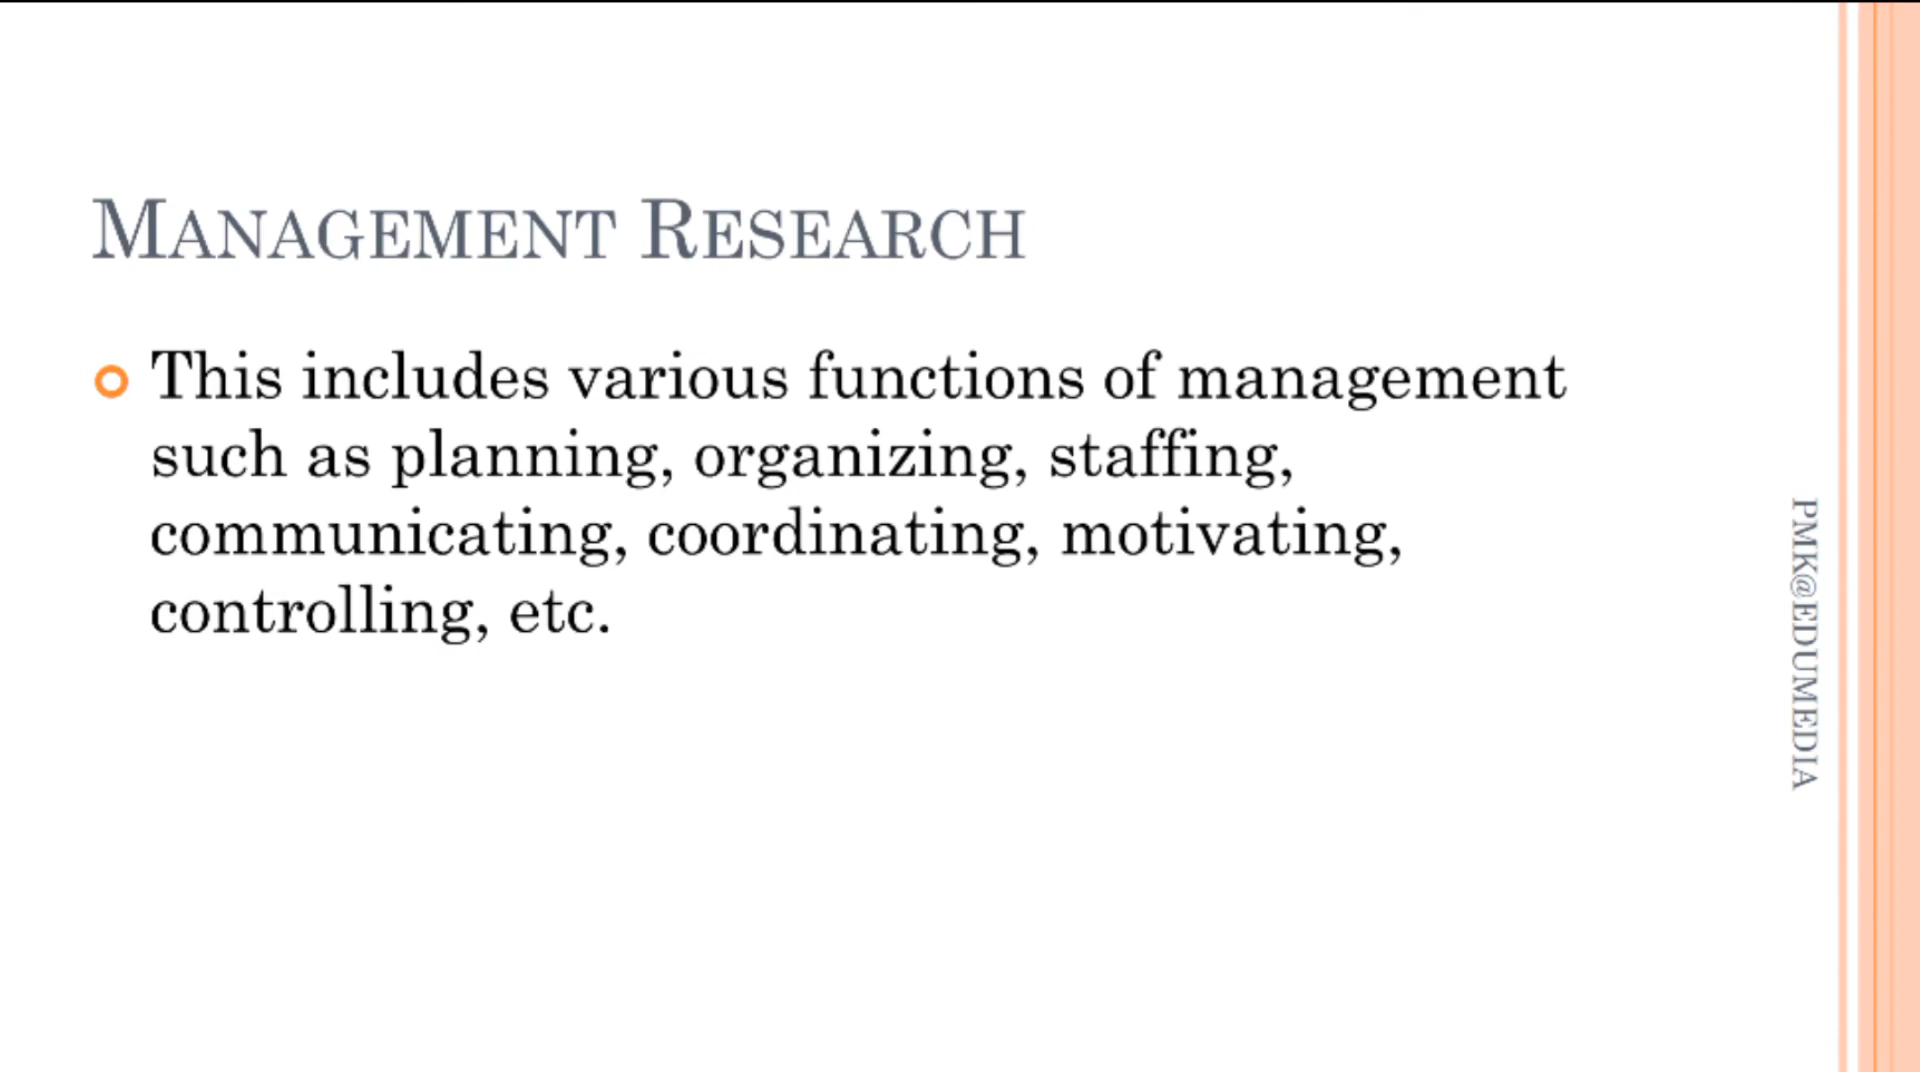 Management Research
This includes various functions of management
such as planning, organizing, staffing,
communicating, coordinating, motivating,
controlling, etc.
PMK@EDUMEDIA